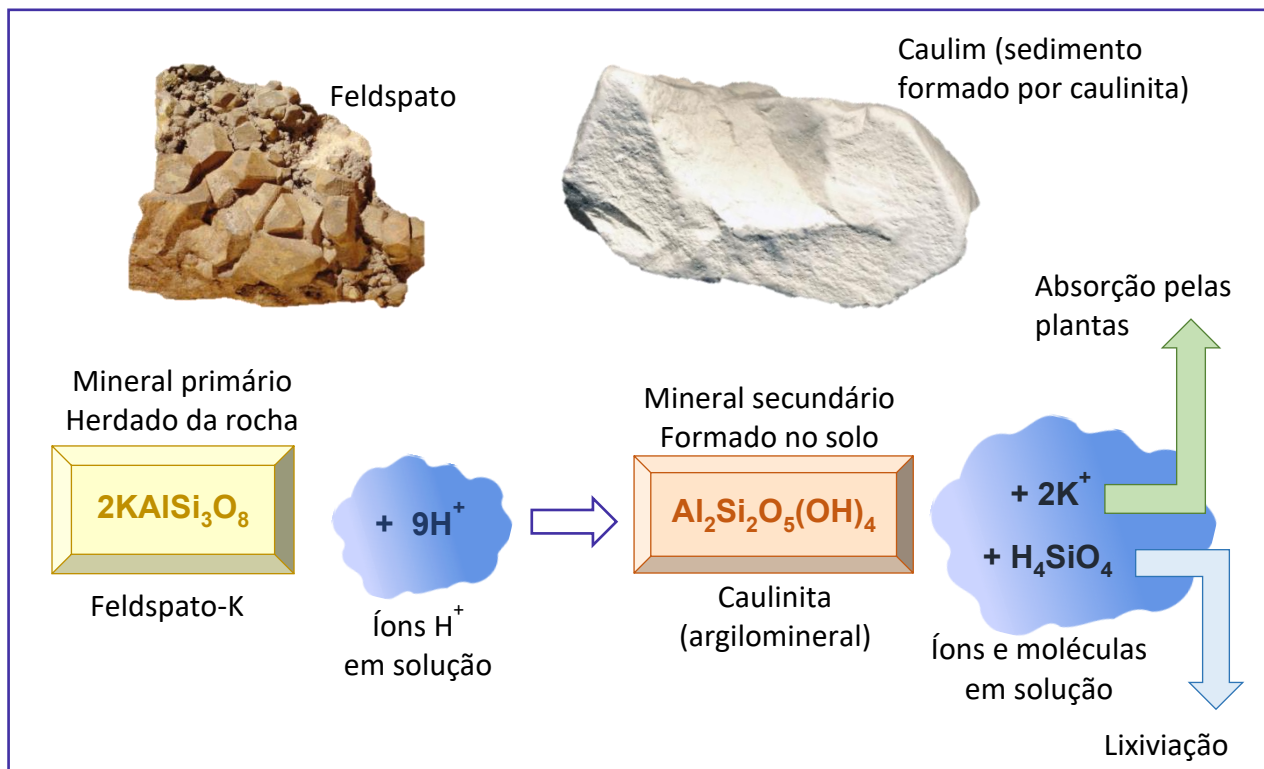 Feldspato
Caulim (sedimento
formado por caulinita)
Absorção pelas
plantas
Mineral primário
Herdado da rocha
2KAlSi₃O₈
Feldspato-K
+ 9H⁺
Íons H⁺
em solução
Mineral secundário
Formado no solo
Al₂Si₂O₅(OH)₄
Caulinita
(argilomineral)
+ 2K⁺
+ H₄SiO₄
Íons e moléculas
em solução
Lixiviação